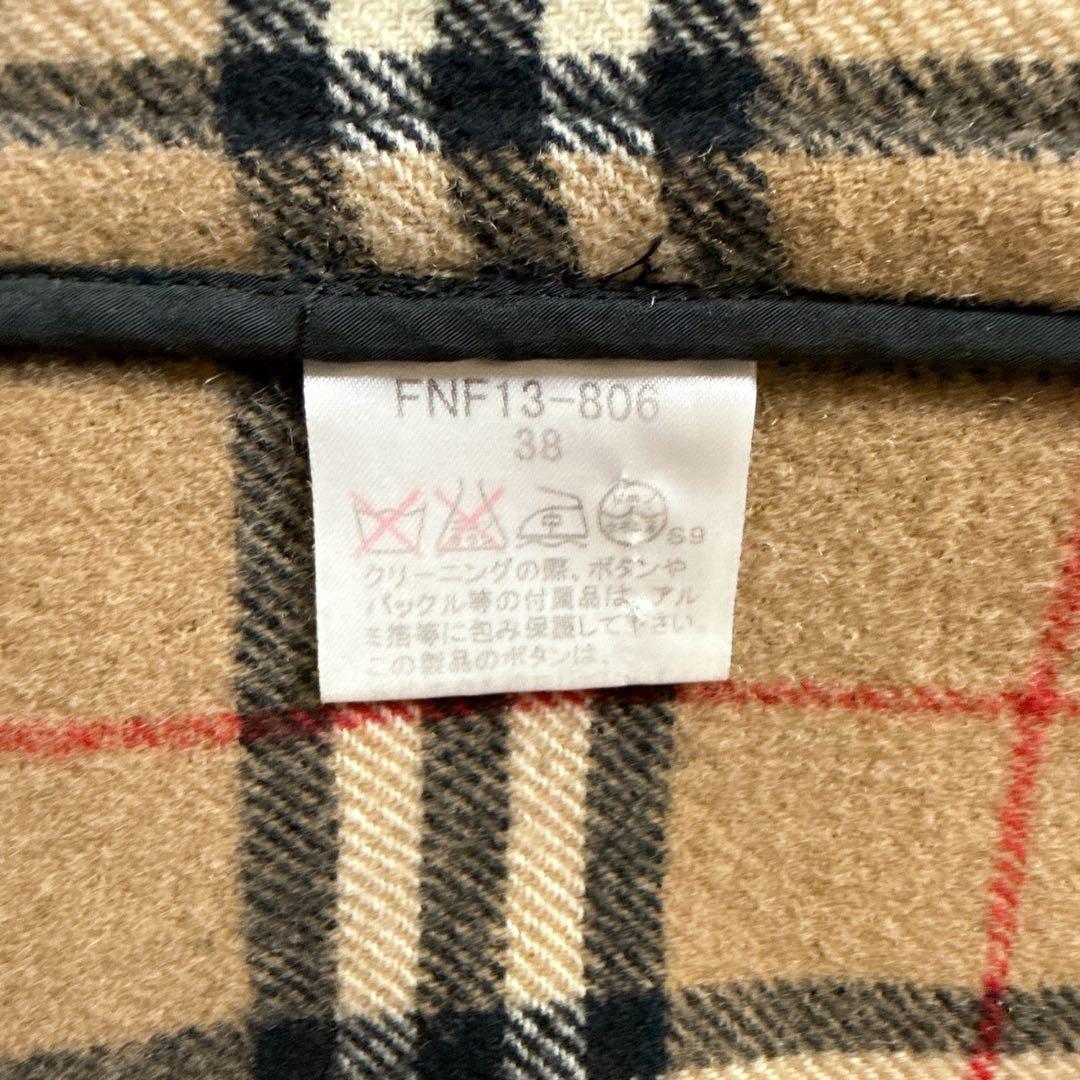 FNF13-806
38
S9
クリーニングの際、ボタンや
バックル等の付属品は、アル
ミ箔等に包み保護して下さい。
この製品のボタンは、